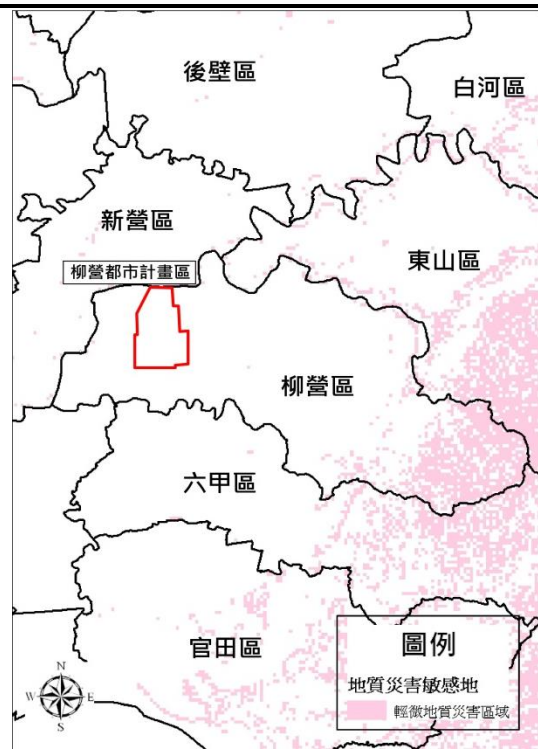 後壁區
白河區
新營區
東山區
柳營都市計畫區
柳營區
六甲區
官田區
圖例
地質災害敏感地
輕微地質災害區域
N
W
E
S